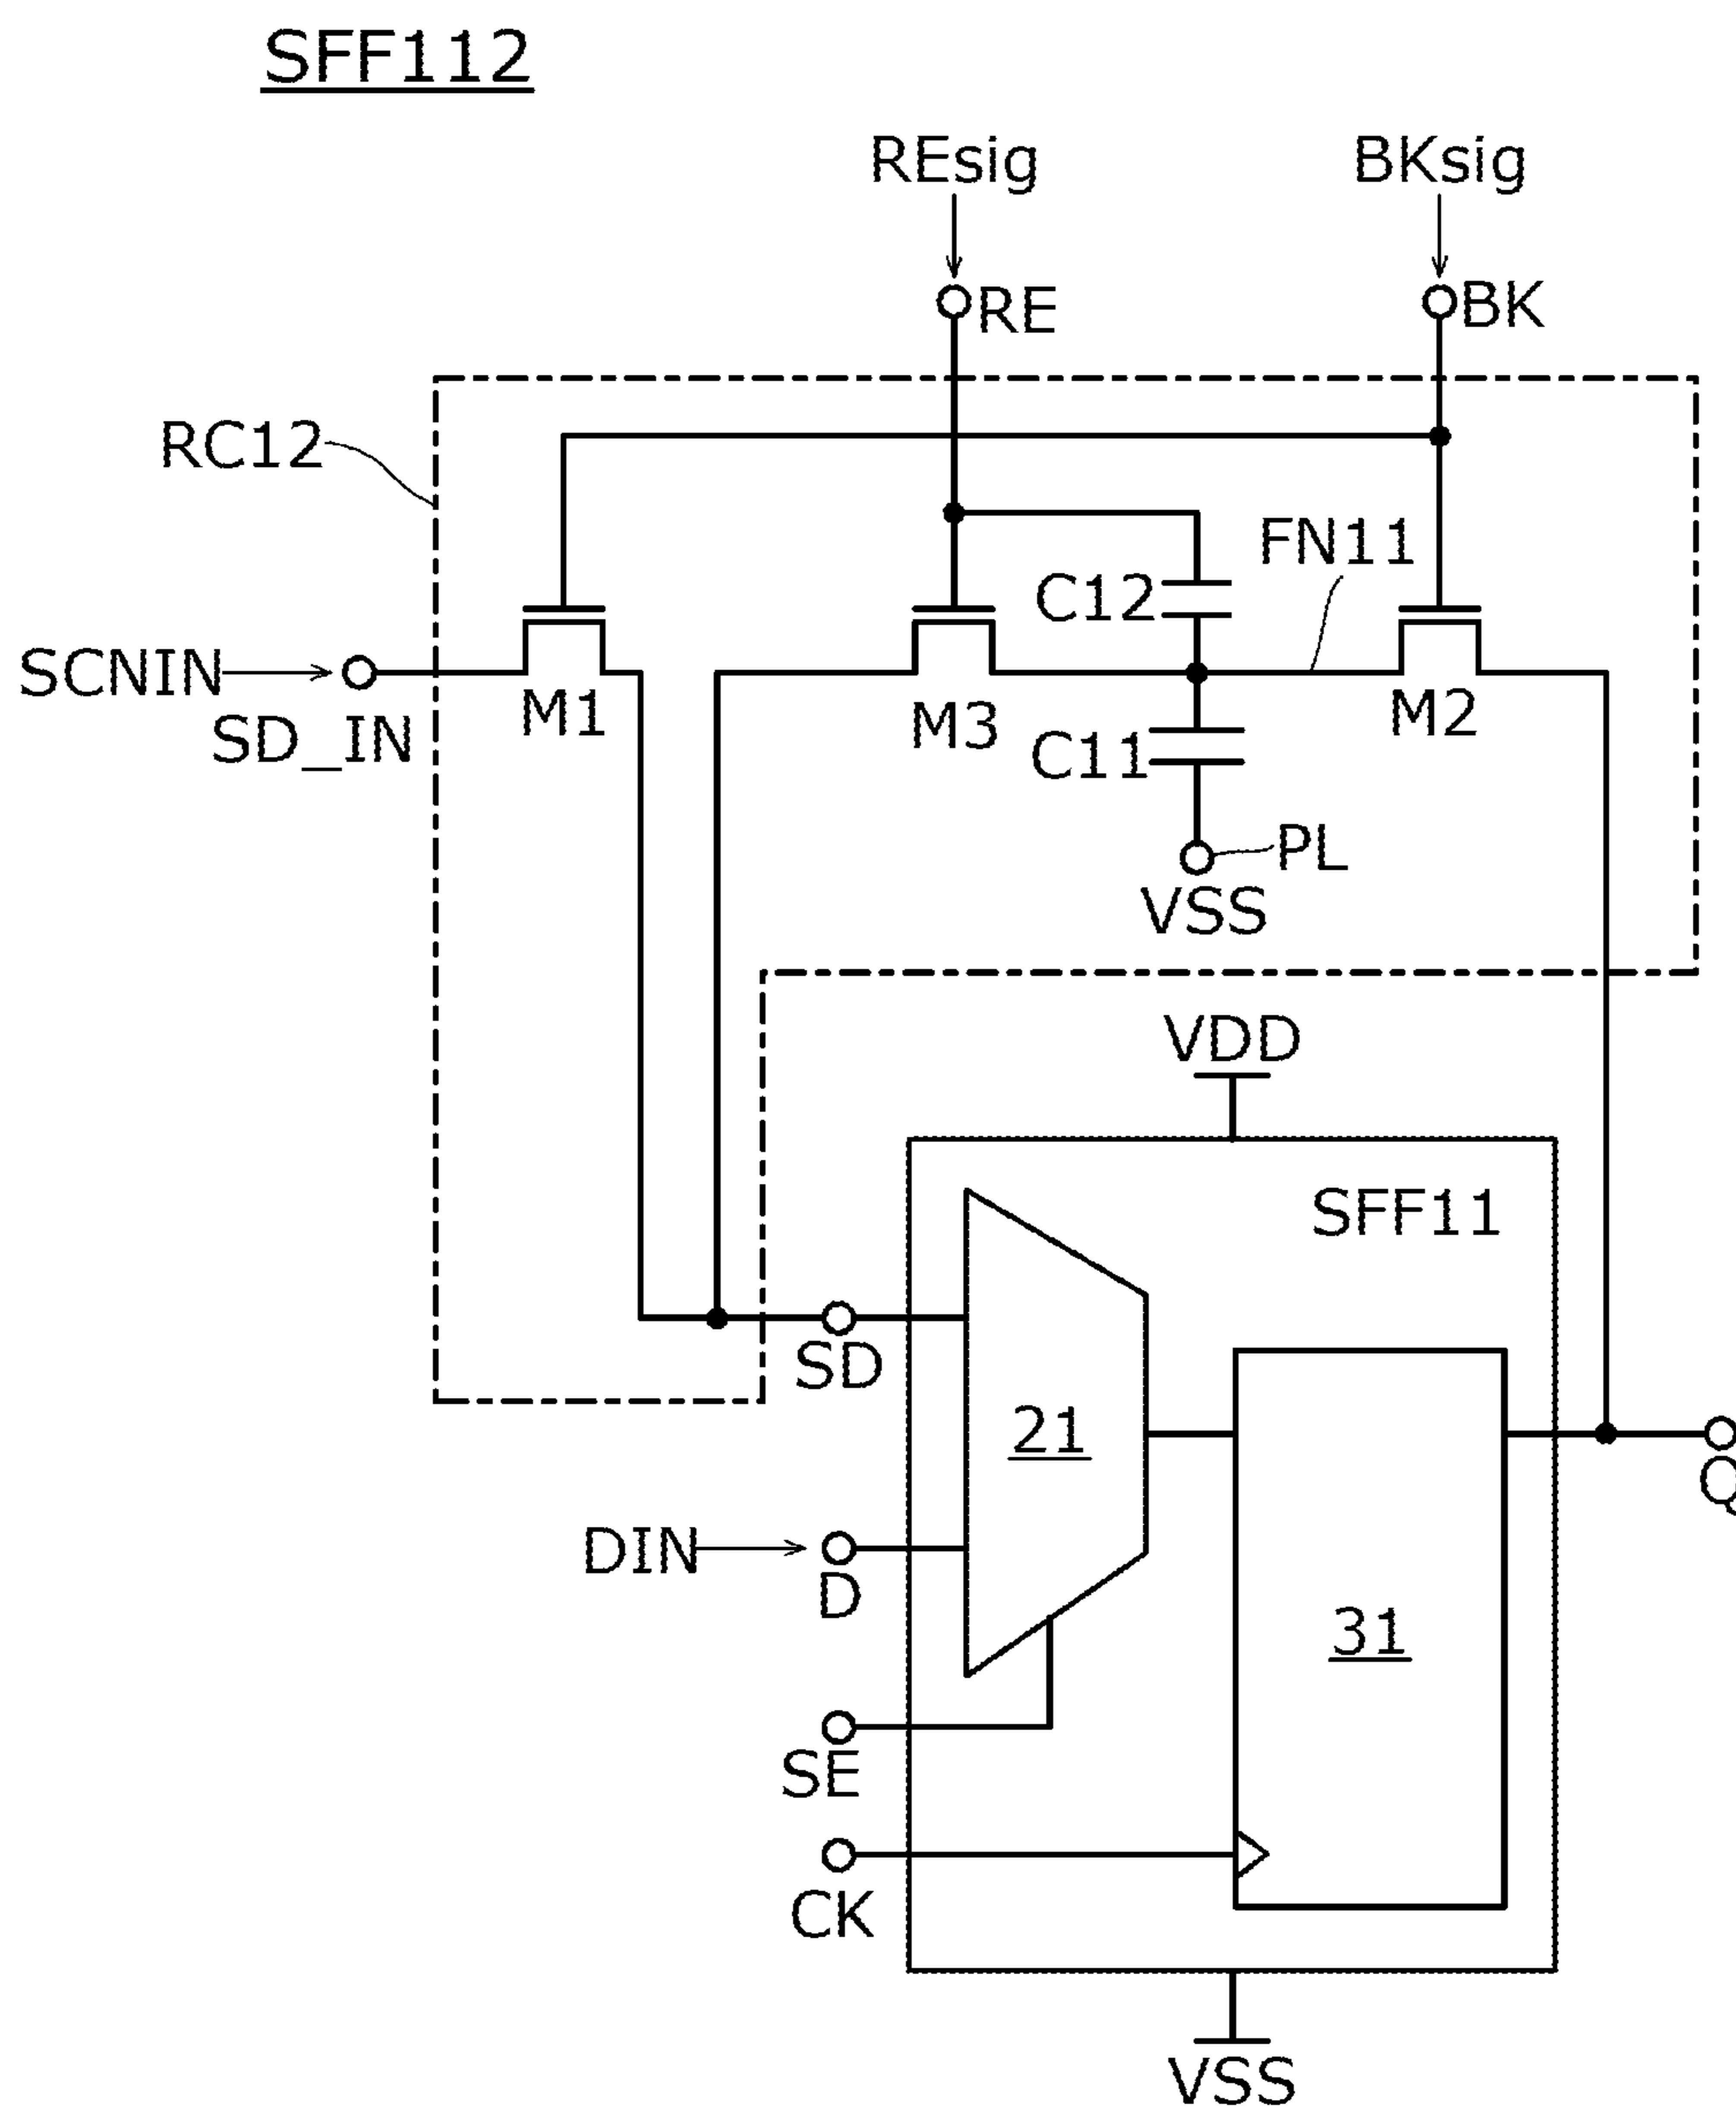 SFF112
REsig
BKsig
RE
BK
RC12
FN11
C12
SCNIN
SD_IN
M1
M3
M2
C11
PL
VSS
VDD
SFF11
SD
21
Q
DIN
D
31
SE
CK
VSS